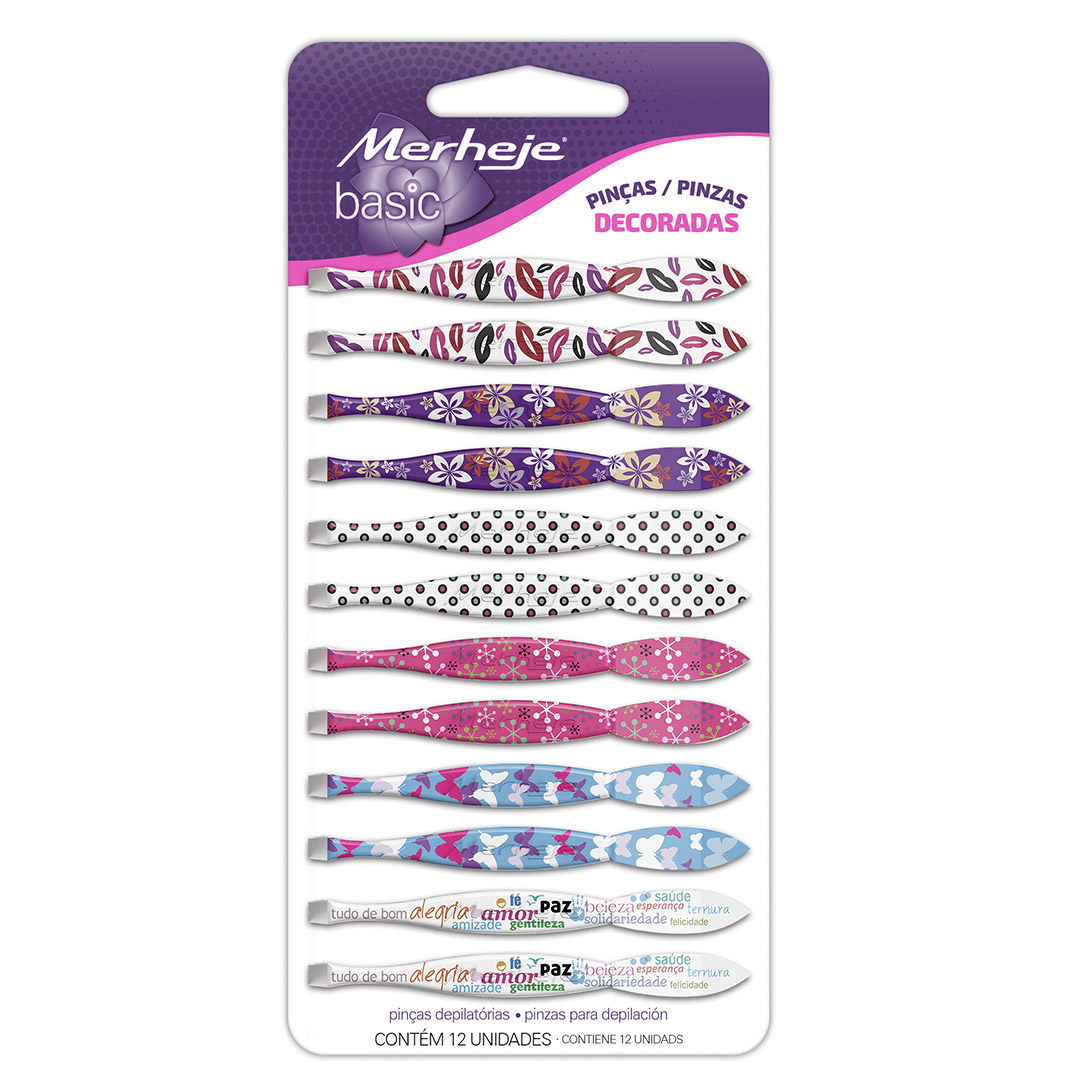 Merheje®
basic
PINÇAS / PINZAS
DECORADAS
tudo de bom alegria amor fé amizade gentileza paz beleza solidariedade saúde esperança ternura felicidade
tudo de bom alegria amor fé amizade gentileza paz beleza solidariedade saúde esperança ternura felicidade
pinças depilatórias • pinzas para depilación
CONTÉM 12 UNIDADES · CONTIENE 12 UNIDADS